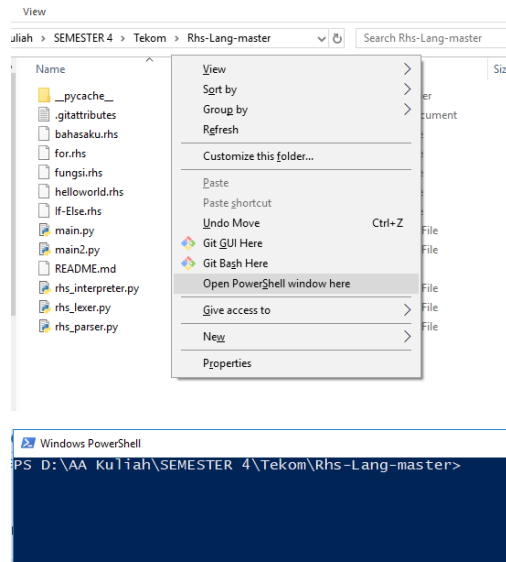 View
uliah > SEMESTER 4 > Tekom > Rhs-Lang-master
Search Rhs-Lang-master
Name
Siz
__pycache__
.gitattributes
bahasaku.rhs
for.rhs
fungsi.rhs
helloworld.rhs
If-Else.rhs
main.py
main2.py
README.md
rhs_interpreter.py
rhs_lexer.py
rhs_parser.py
View
Sort by
Group by
Refresh
Customize this folder...
Paste
Paste shortcut
Undo Move Ctrl+Z
Git GUI Here
Git Bash Here
Open PowerShell window here
Give access to
New
Properties
er
cument
File
File
File
File
File
Windows PowerShell
PS D:\AA Kuliah\SEMESTER 4\Tekom\Rhs-Lang-master>